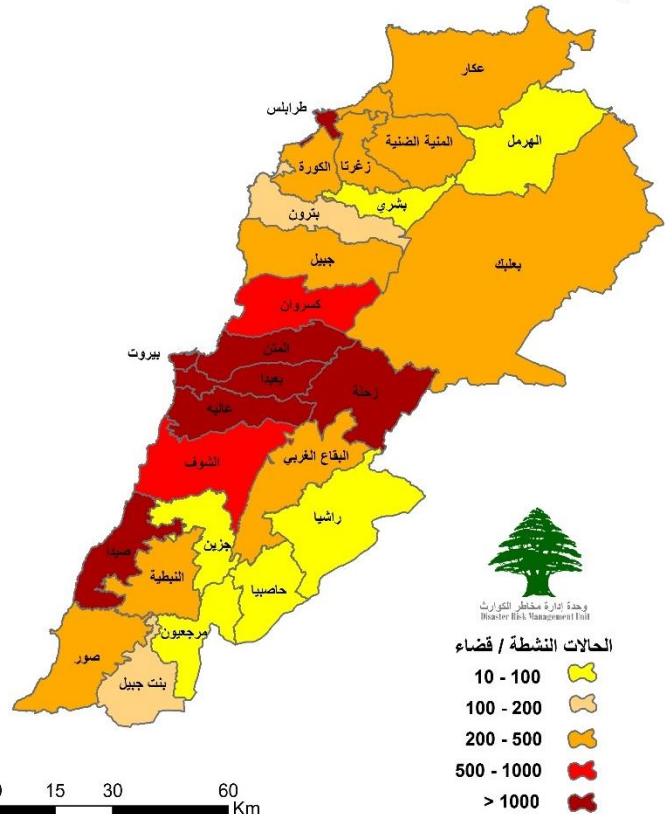 عكار
طرابلس
الهرمل
المنية الضنية
زغرتا
الكورة
بشري
بترون
بعلبك
جبيل
كسروان
المتن
بيروت
بعبدا
زحلة
عاليه
البقاع الغربي
الشوف
راشيا
جزين
صيدا
النبطية
حاصبيا
مرجعيون
صور
بنت جبيل
وحدة إدارة مخاطر الكوارث
Disaster Risk Management Unit
الحالات النشطة / قضاء
10 - 100
100 - 200
200 - 500
500 - 1000
> 1000
0 15 30 60
Km